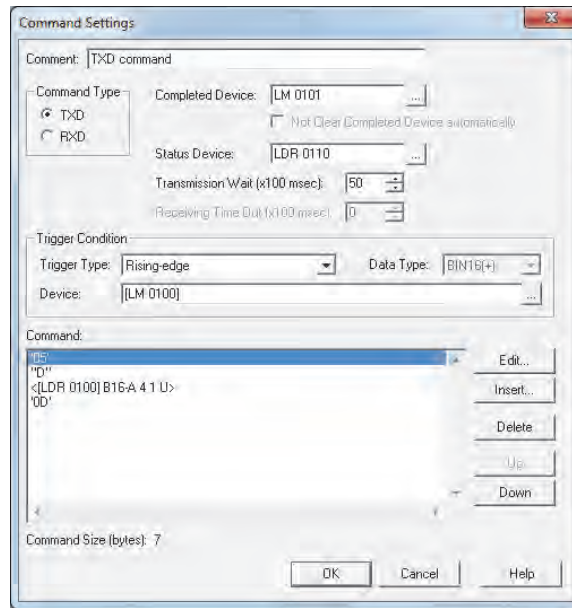 Command Settings
Comment: TXD command
Command Type
TXD
RXD
Completed Device: LM 0101 ...
Not Clear Completed Device automatically
Status Device: LDR 0110 ...
Transmission Wait (x100 msec): 50
Receiving Time Out (x100 msec): 0
Trigger Condition
Trigger Type: Rising-edge Data Type: BIN16(+)
Device: [LM 0100] ...
Command:
'05'
"D"
<[LDR 0100] B16-A 4 1 U>
'0D'
Edit...
Insert...
Delete
Up
Down
Command Size (bytes): 7
OK Cancel Help